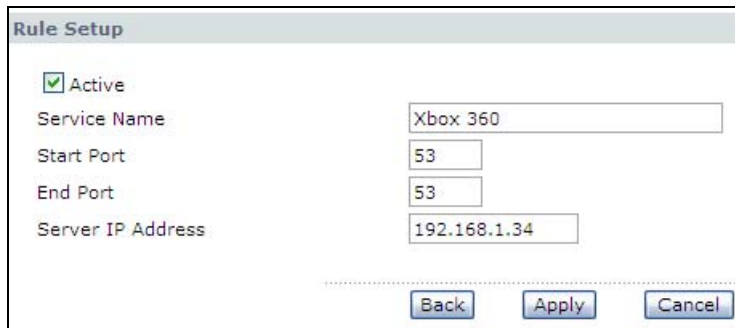 Rule Setup
Active
Service Name Xbox 360
Start Port 53
End Port 53
Server IP Address 192.168.1.34
Back Apply Cancel